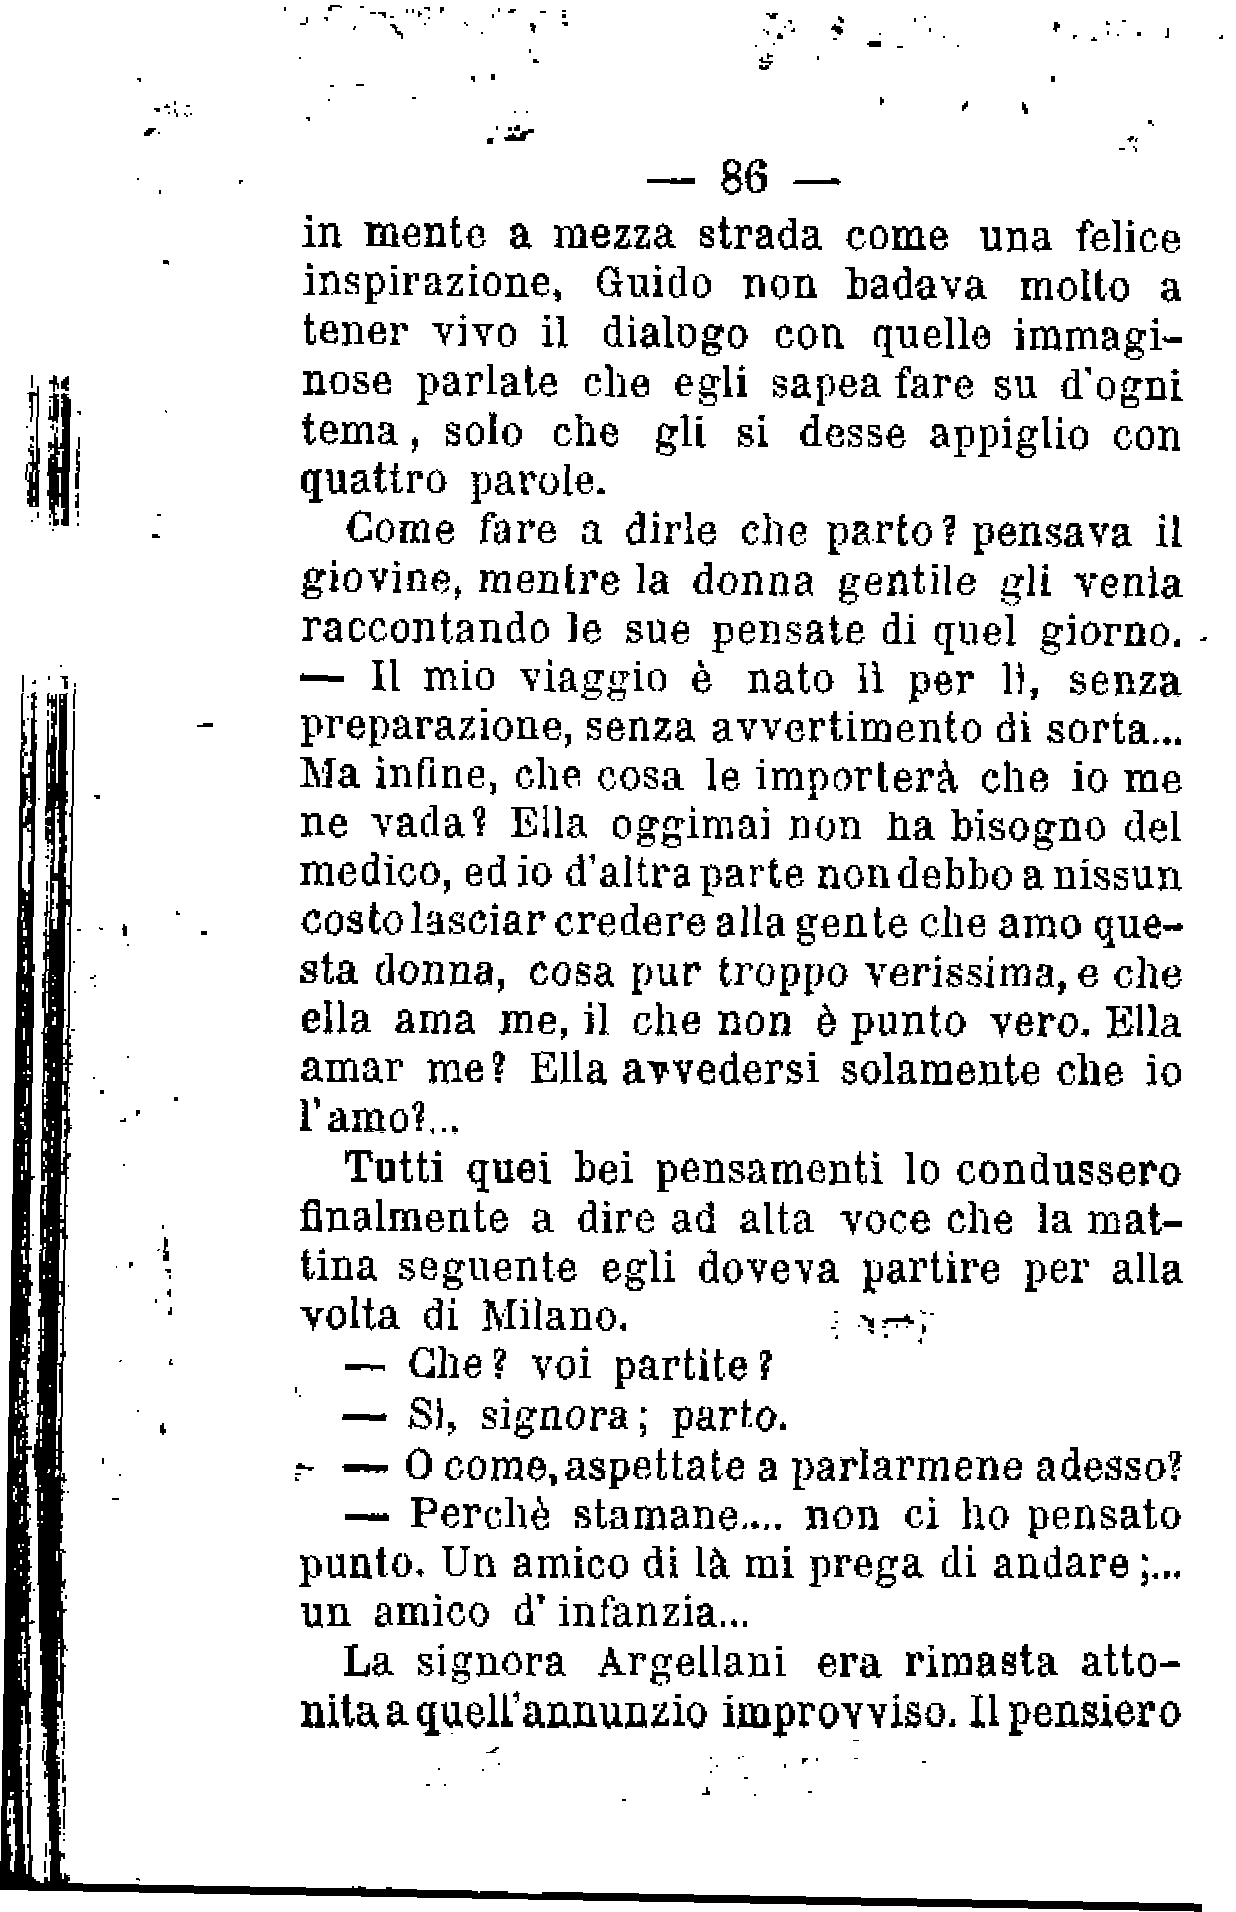 — 86 —
in mente a mezza strada come una felice
inspirazione, Guido non badava molto a
tener vivo il dialogo con quelle immagi-
nose parlate che egli sapea fare su d'ogni
tema, solo che gli si desse appiglio con
quattro parole.
Come fare a dirle che parto? pensava il
giovine, mentre la donna gentile gli venia
raccontando le sue pensate di quel giorno.
— Il mio viaggio è nato lì per lì, senza
preparazione, senza avvertimento di sorta...
Ma infine, che cosa le importerà che io me
ne vada? Ella oggimai non ha bisogno del
medico, ed io d'altra parte non debbo a nissun
costo lasciar credere alla gente che amo que-
sta donna, cosa pur troppo verissima, e che
ella ama me, il che non è punto vero. Ella
amar me? Ella avvedersi solamente che io
l'amo?...
Tutti quei bei pensamenti lo condussero
finalmente a dire ad alta voce che la mat-
tina seguente egli doveva partire per alla
volta di Milano.
— Che? voi partite?
— Sì, signora; parto.
— O come, aspettate a parlarmene adesso?
— Perchè stamane.... non ci ho pensato
punto. Un amico di là mi prega di andare;...
un amico d'infanzia...
La signora Argellani era rimasta atto-
nita a quell'annunzio improvviso. Il pensiero